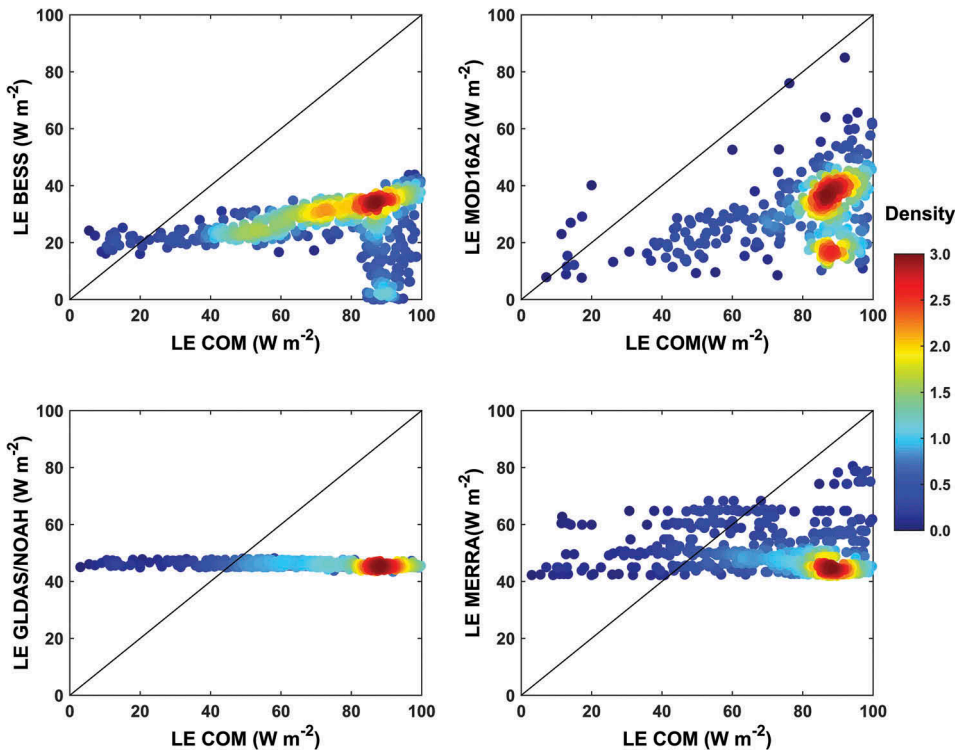 100
80
60
40
20
0
LE BESS (W m-2)
0 20 40 60 80 100
LE COM (W m-2)
100
80
60
40
20
0
LE MOD16A2 (W m-2)
0 20 40 60 80 100
LE COM(W m-2)
Density
3.0
2.5
2.0
1.5
1.0
0.5
0.0
100
80
60
40
20
0
LE GLDAS/NOAH (W m-2)
0 20 40 60 80 100
LE COM (W m-2)
100
80
60
40
20
0
LE MERRA(W m-2)
0 20 40 60 80 100
LE COM (W m-2)